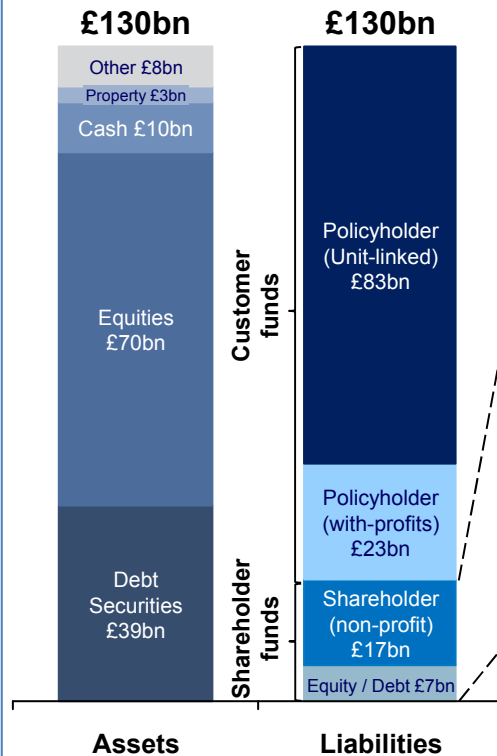 £130bn
£130bn
Other £8bn
Property £3bn
Cash £10bn
Equities
£70bn
Debt
Securities
£39bn
Customer
funds
Shareholder
funds
Policyholder
(Unit-linked)
£83bn
Policyholder
(with-profits)
£23bn
Shareholder
(non-profit)
£17bn
Equity / Debt £7bn
Assets
Liabilities